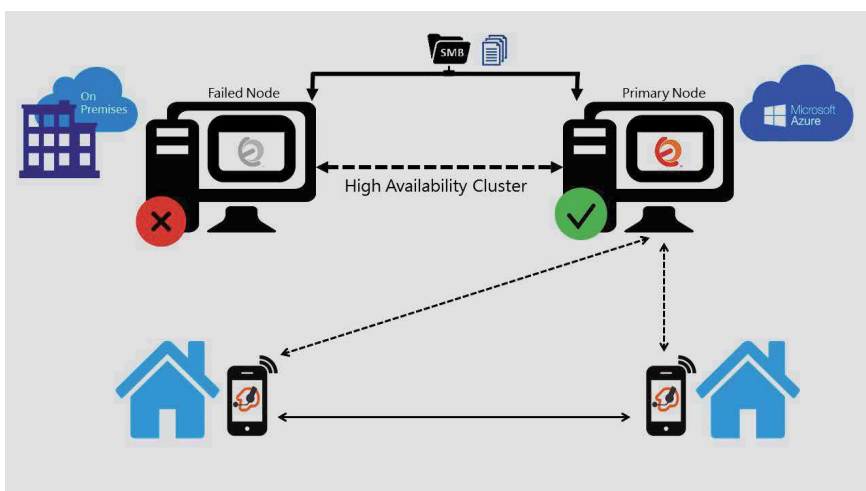 SMB
On
Premises
Failed Node
Primary Node
Microsoft
Azure
High Availability Cluster